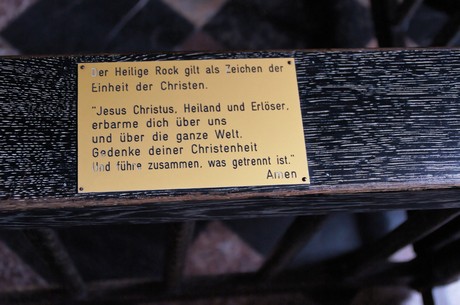 Der Heilige Rock gilt als Zeichen der
Einheit der Christen.
"Jesus Christus, Heiland und Erlöser,
erbarme dich über uns
und über die ganze Welt.
Gedenke deiner Christenheit
Und führe zusammen, was getrennt ist."
Amen